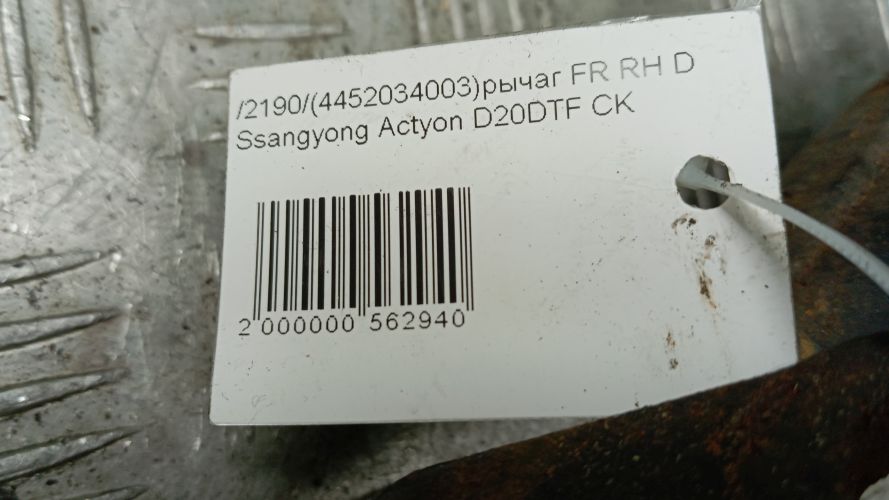 /2190/(4452034003)рычаг FR RH D
Ssangyong Actyon D20DTF CK
2 000000 562940